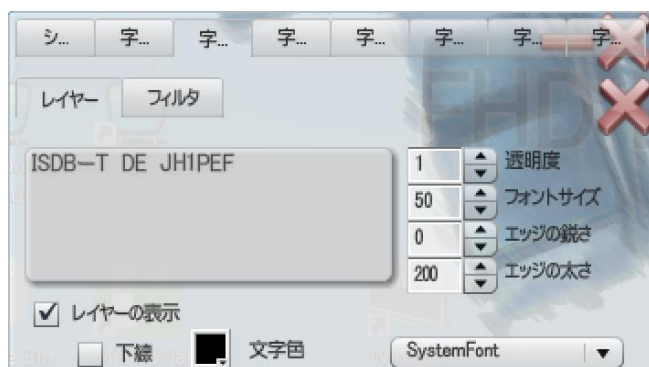 シ... 字... 字... 字... 字... 字... 字... 字...
レイヤー フィルタ
ISDB－T DE JH1PEF
1 透明度
50 フォントサイズ
0 エッジの鋭さ
200 エッジの太さ
レイヤーの表示
下線 文字色 SystemFont